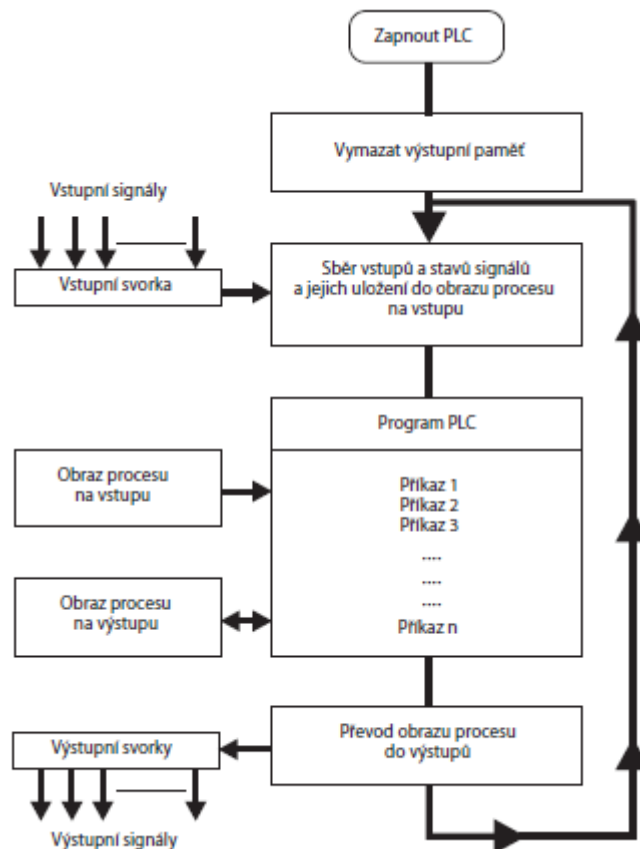 Zapnout PLC
Vymazat výstupní paměť
Vstupní signály
Vstupní svorka
Sběr vstupů a stavů signálů
a jejich uložení do obrazu procesu
na vstupu
Program PLC
Obraz procesu
na vstupu
Příkaz 1
Příkaz 2
Příkaz 3
....
....
....
Příkaz n
Obraz procesu
na výstupu
Převod obrazu procesu
do výstupů
Výstupní svorky
Výstupní signály